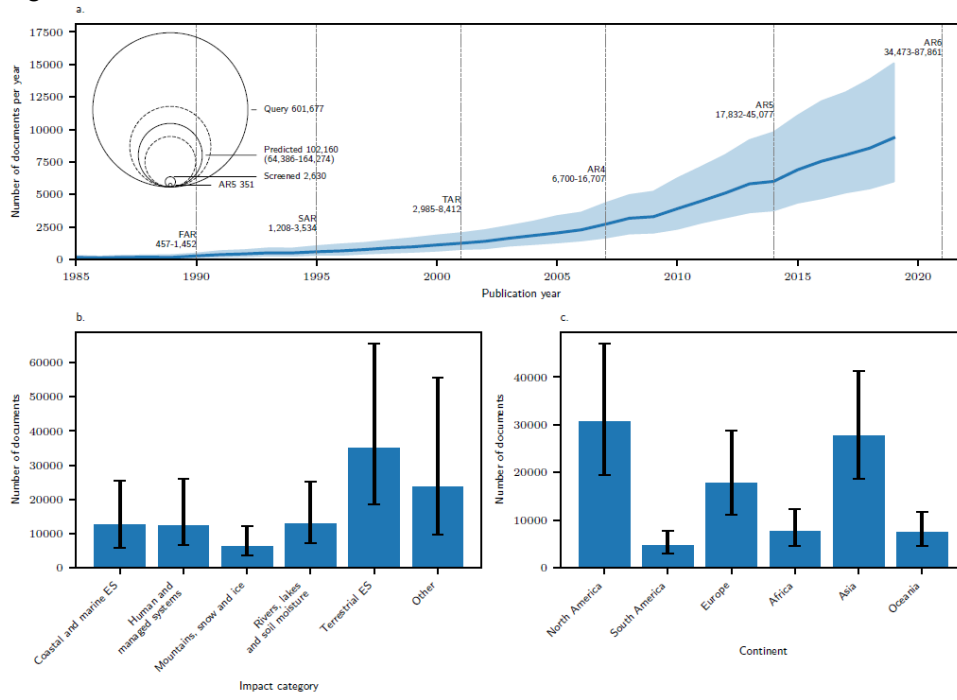 a.
Number of documents per year
17500
15000
12500
10000
7500
5000
2500
0
Query 601,677
Predicted 102,160
(64,386-164,274)
Screened 2,630
AR5 351
FAR
457-1,452
SAR
1,208-3,534
TAR
2,985-8,412
AR4
6,700-16,707
AR5
17,832-45,077
AR6
34,473-87,861
1985 1990 1995 2000 2005 2010 2015 2020
Publication year
b.
Number of documents
60000
50000
40000
30000
20000
10000
0
Coastal and marine ES
Human and
managed systems
Mountains, snow and ice
Rivers, lakes
and soil moisture
Terrestrial ES
Other
Impact category
c.
Number of documents
40000
30000
20000
10000
0
North America
South America
Europe
Africa
Asia
Oceania
Continent